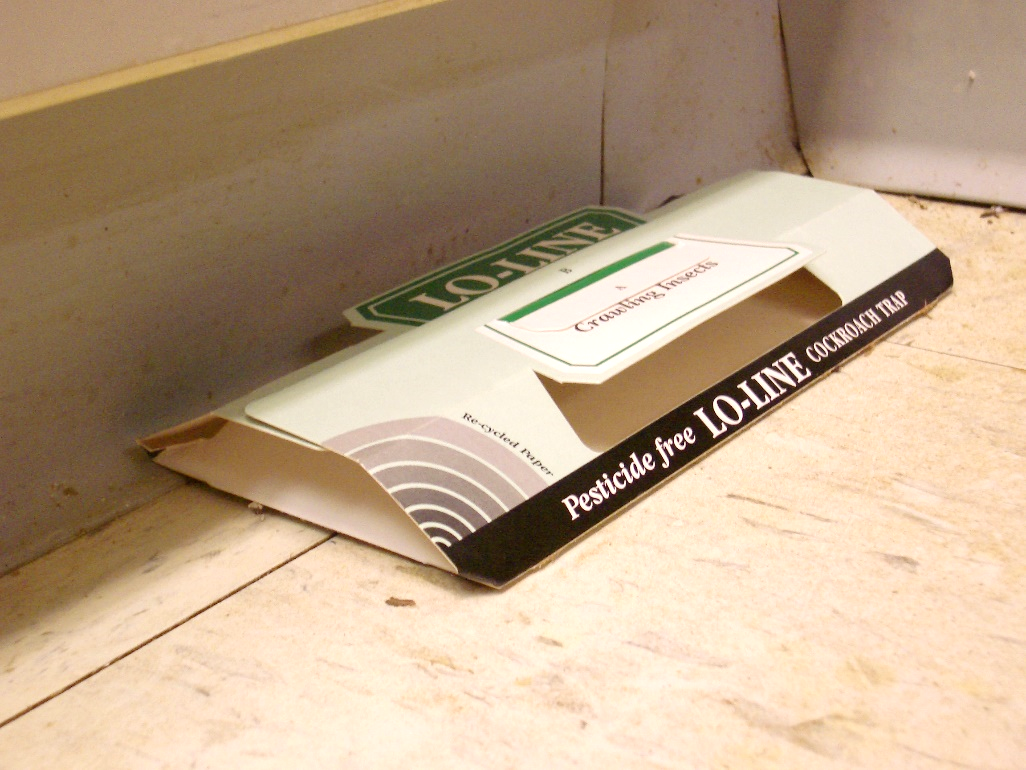 LO-LINE
B
A
Crawling Insects
Re-cycled Paper
Pesticide free LO-LINE COCKROACH TRAP